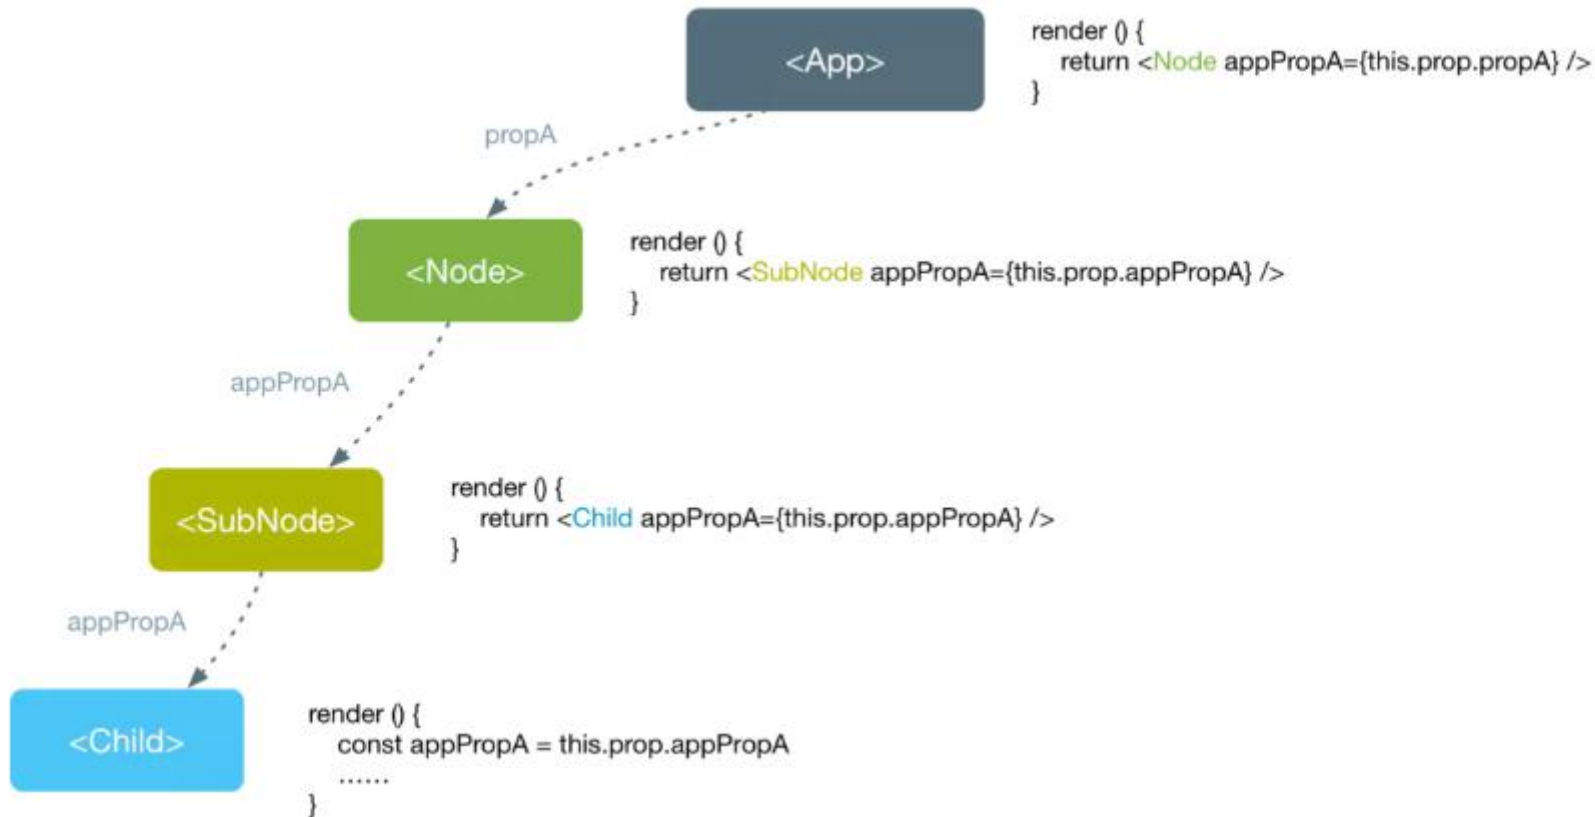 <App>
render () {
return <Node appPropA={this.prop.propA} />
}
propA
<Node>
render () {
return <SubNode appPropA={this.prop.appPropA} />
}
appPropA
<SubNode>
render () {
return <Child appPropA={this.prop.appPropA} />
}
appPropA
<Child>
render () {
const appPropA = this.prop.appPropA
......
}